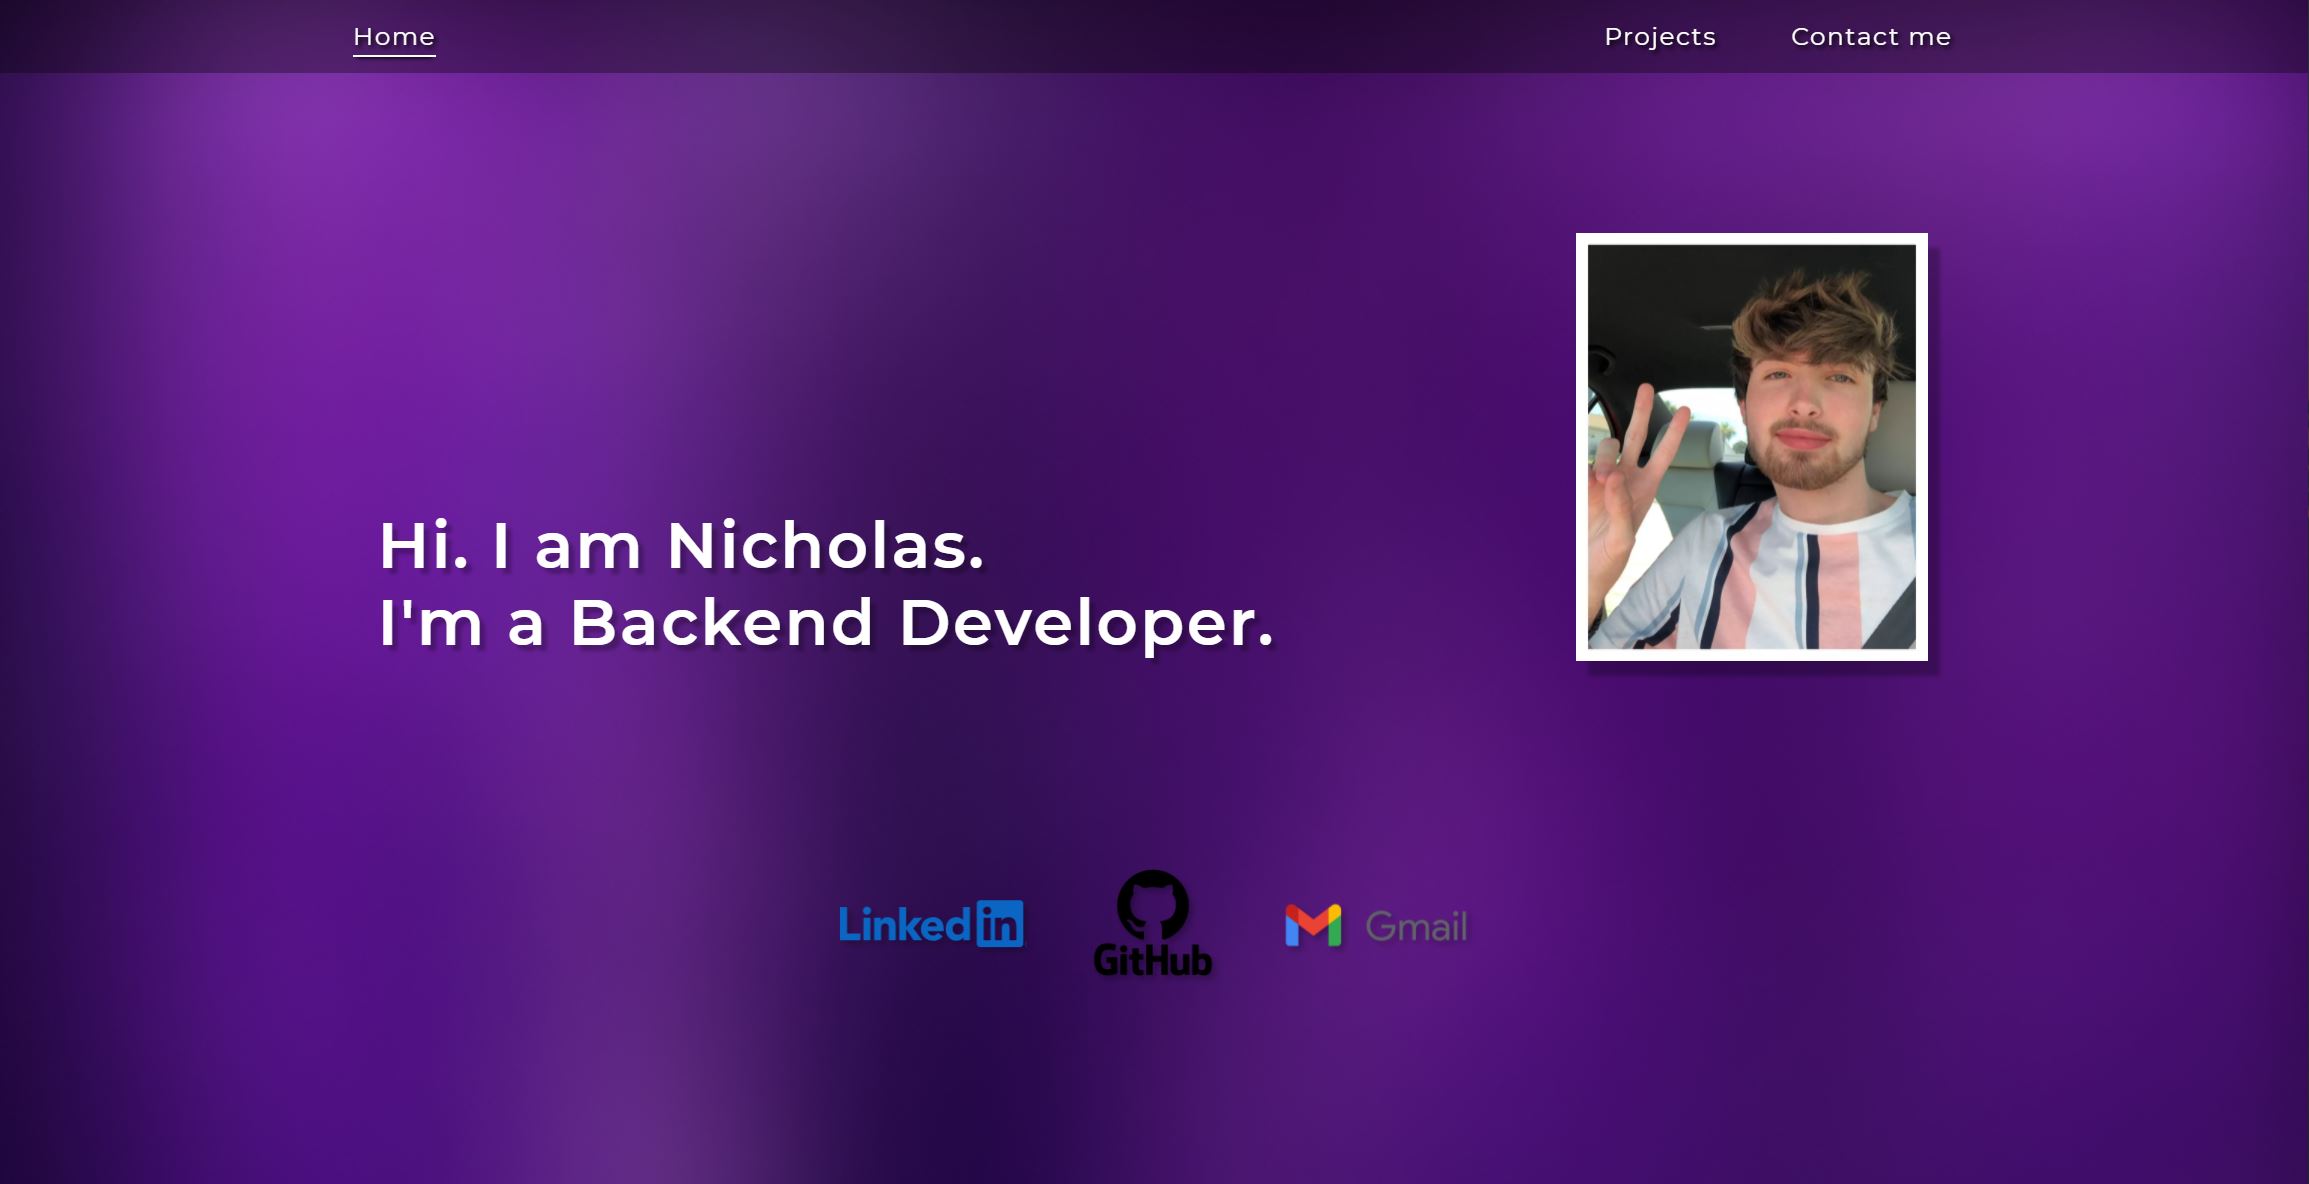 Home
Projects
Contact me
Hi. I am Nicholas.
I'm a Backend Developer.
Linkedin
GitHub
Gmail